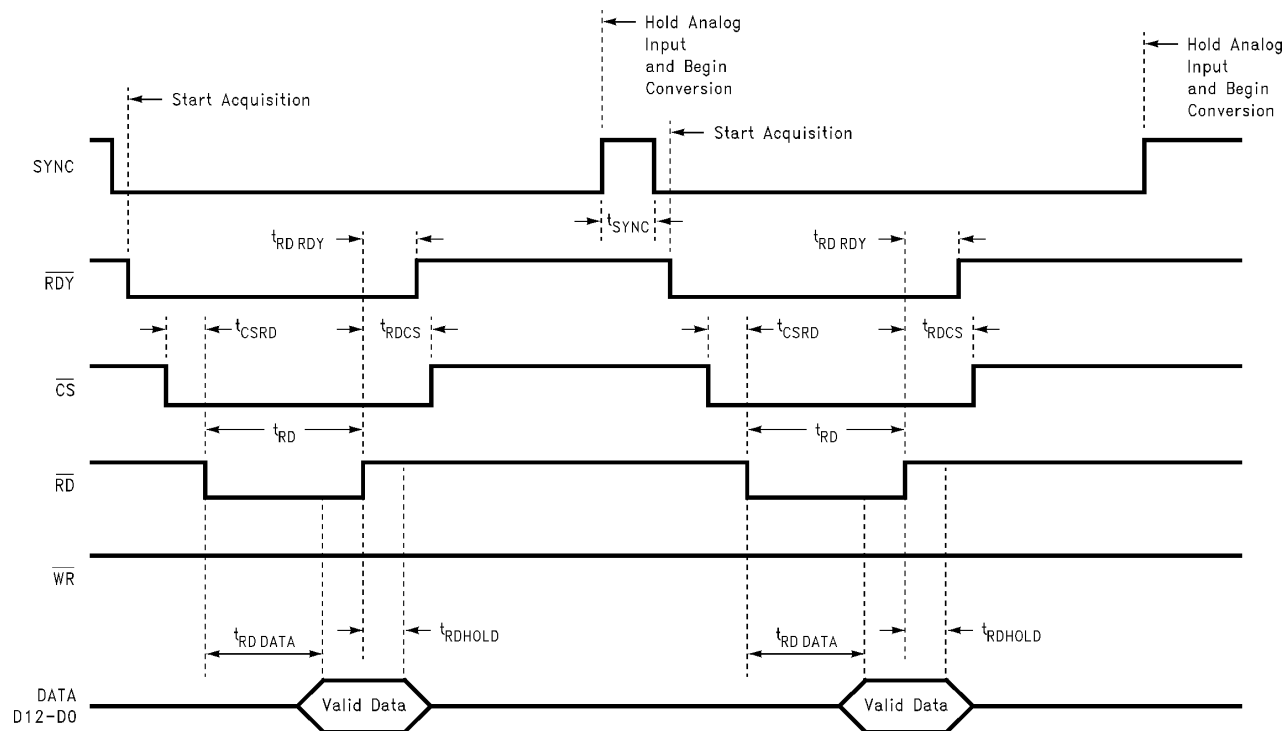 Hold Analog
Input
and Begin
Conversion
Hold Analog
Input
and Begin
Conversion
Start Acquisition
Start Acquisition
SYNC
tSYNC
tRD RDY
tRD RDY
RDY
tCSRD
tRDCS
tCSRD
tRDCS
CS
tRD
tRD
RD
WR
tRD DATA
tRDHOLD
tRD DATA
tRDHOLD
DATA
D12-D0
Valid Data
Valid Data